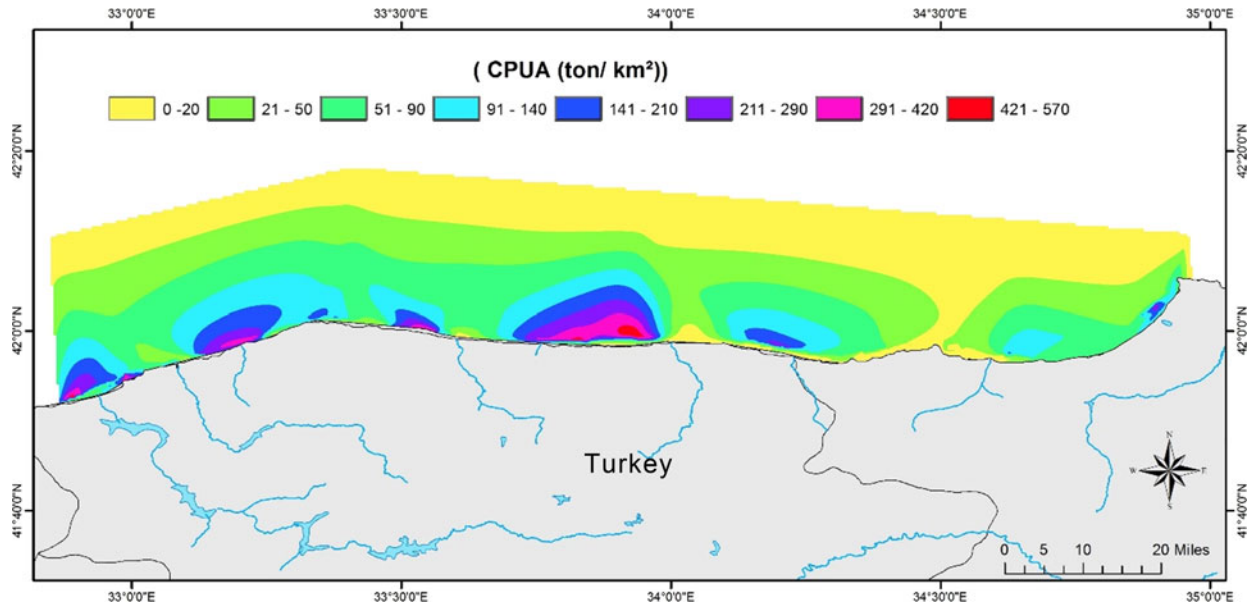 33°0'0"E 33°30'0"E 34°0'0"E 34°30'0"E 35°0'0"E
( CPUA (ton/ km²))
0 -20 21 - 50 51 - 90 91 - 140 141 - 210 211 - 290 291 - 420 421 - 570
42°20'0"N 42°20'0"N
42°0'0"N 42°0'0"N
Turkey
N
W E
S
41°40'0"N 41°40'0"N
0 5 10 20 Miles
33°0'0"E 33°30'0"E 34°0'0"E 34°30'0"E 35°0'0"E